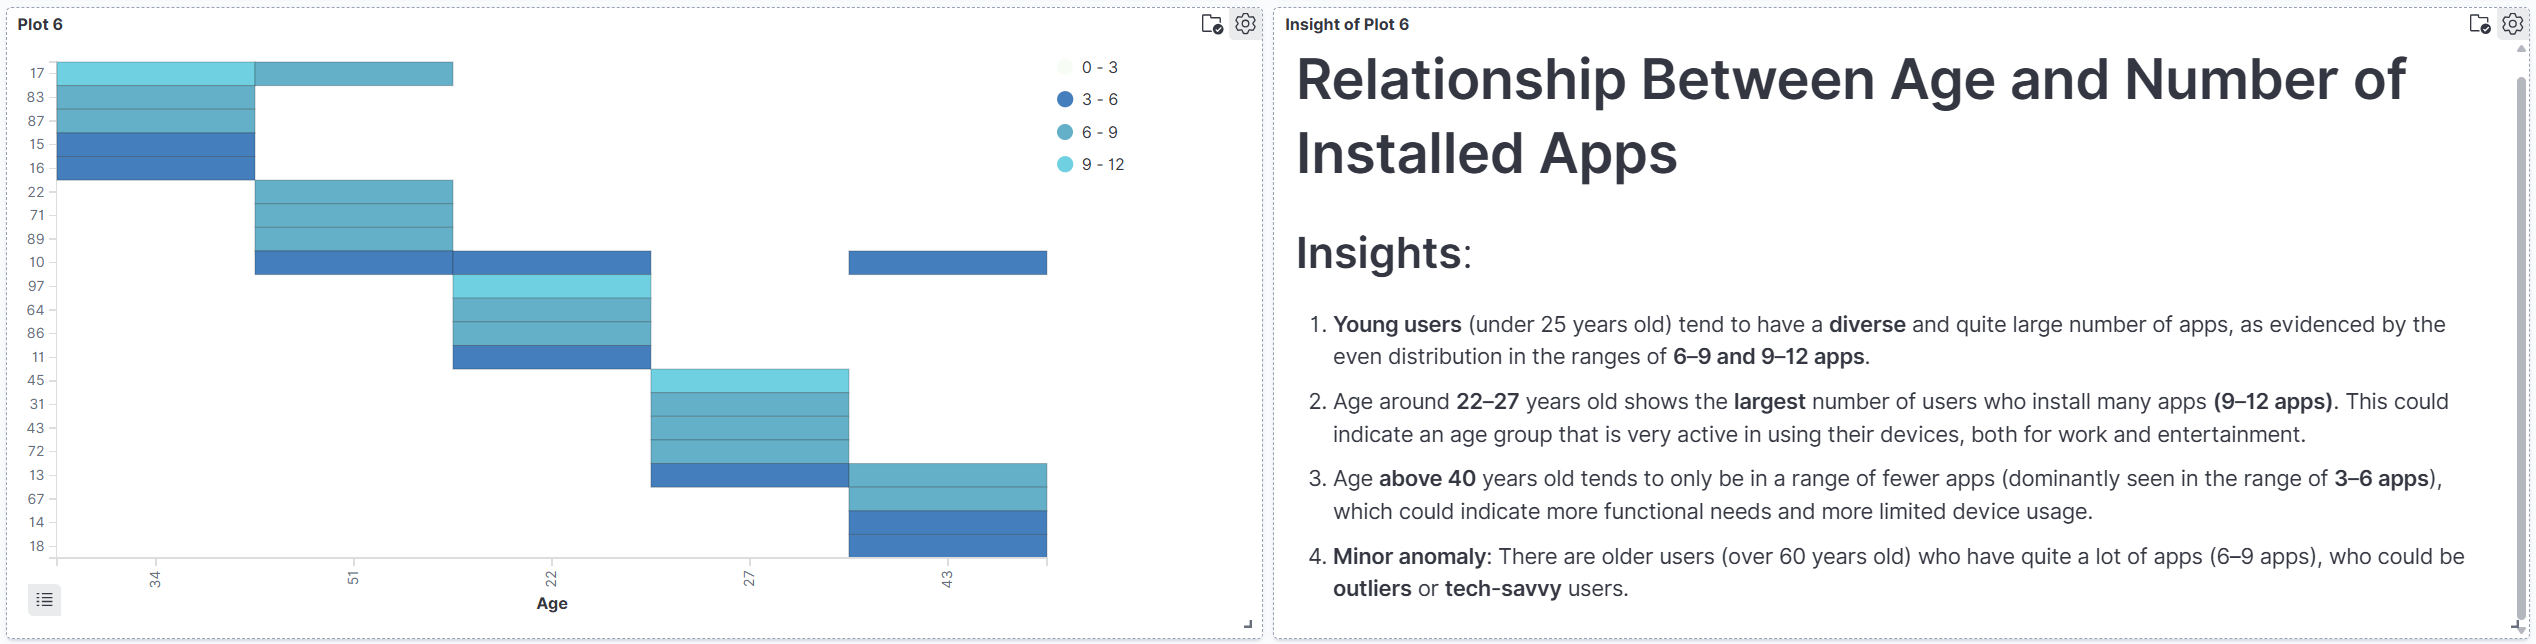 Plot 6
17
83
87
15
16
22
71
89
10
97
64
86
11
45
31
43
72
13
67
14
18
34
51
22
27
43
Age
0 - 3
3 - 6
6 - 9
9 - 12
Insight of Plot 6
Relationship Between Age and Number of
Installed Apps
Insights:
1. Young users (under 25 years old) tend to have a diverse and quite large number of apps, as evidenced by the
even distribution in the ranges of 6–9 and 9–12 apps.
2. Age around 22–27 years old shows the largest number of users who install many apps (9–12 apps). This could
indicate an age group that is very active in using their devices, both for work and entertainment.
3. Age above 40 years old tends to only be in a range of fewer apps (dominantly seen in the range of 3–6 apps),
which could indicate more functional needs and more limited device usage.
4. Minor anomaly: There are older users (over 60 years old) who have quite a lot of apps (6–9 apps), who could be
outliers or tech-savvy users.